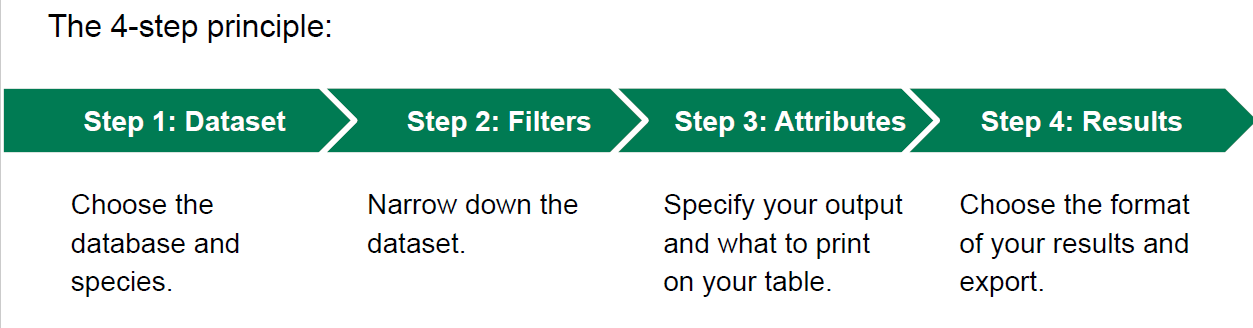 The 4-step principle:
Step 1: Dataset
Step 2: Filters
Step 3: Attributes
Step 4: Results
Choose the
database and
species.
Narrow down the
dataset.
Specify your output
and what to print
on your table.
Choose the format
of your results and
export.